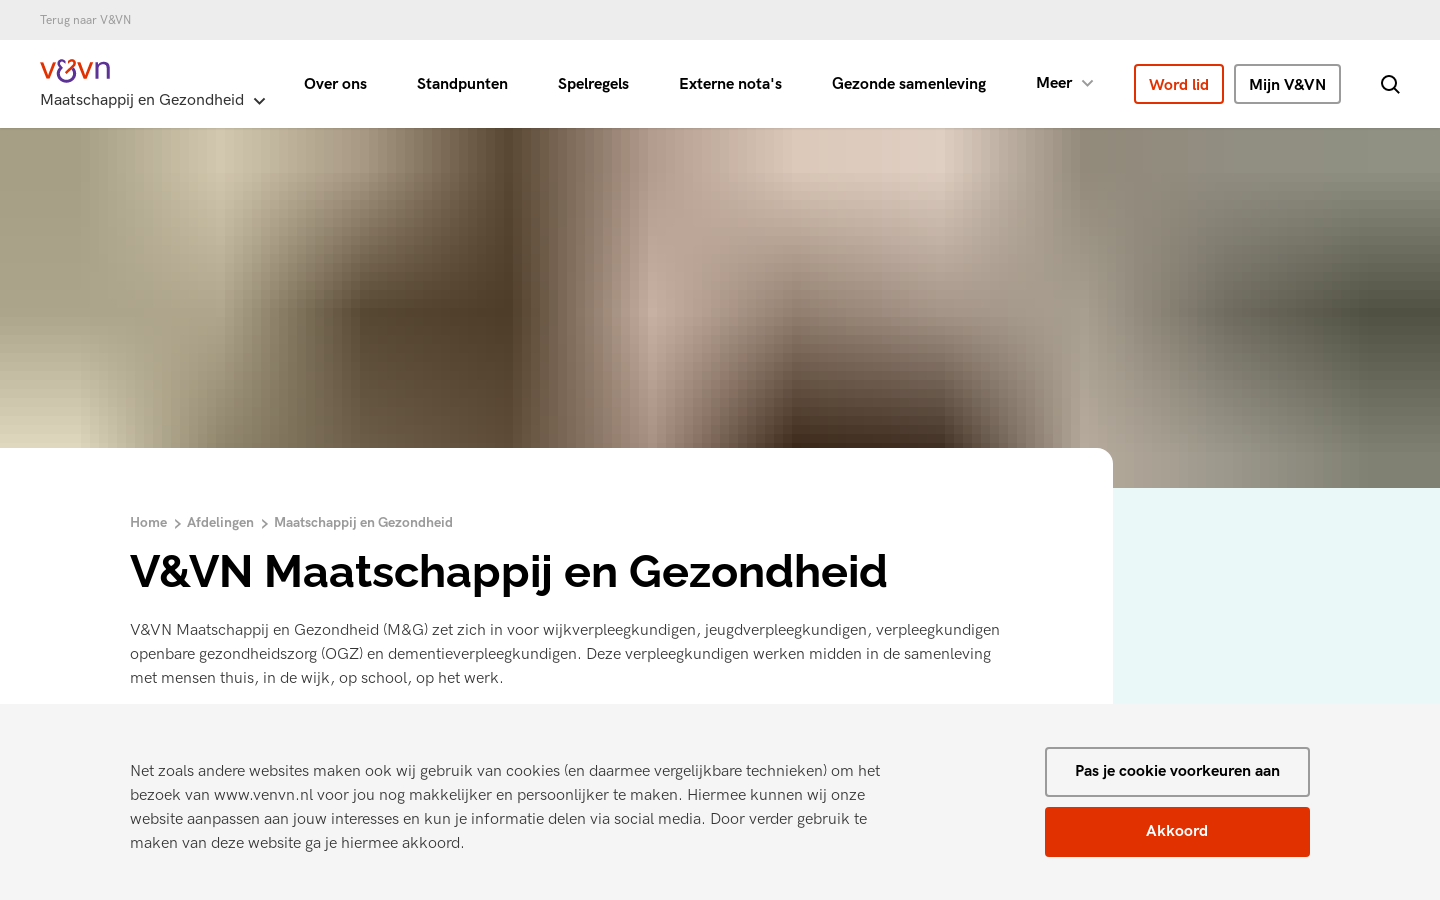 Terug naar V&VN
v&vn
Maatschappij en Gezondheid
Over ons
Standpunten
Spelregels
Externe nota's
Gezonde samenleving
Meer
Word lid
Mijn V&VN
Home
Afdelingen
Maatschappij en Gezondheid
V&VN Maatschappij en Gezondheid
V&VN Maatschappij en Gezondheid (M&G) zet zich in voor wijkverpleegkundigen, jeugdverpleegkundigen, verpleegkundigen
openbare gezondheidszorg (OGZ) en dementieverpleegkundigen. Deze verpleegkundigen werken midden in de samenleving
met mensen thuis, in de wijk, op school, op het werk.
Net zoals andere websites maken ook wij gebruik van cookies (en daarmee vergelijkbare technieken) om het
bezoek van www.venvn.nl voor jou nog makkelijker en persoonlijker te maken. Hiermee kunnen wij onze
website aanpassen aan jouw interesses en kun je informatie delen via social media. Door verder gebruik te
maken van deze website ga je hiermee akkoord.
Pas je cookie voorkeuren aan
Akkoord